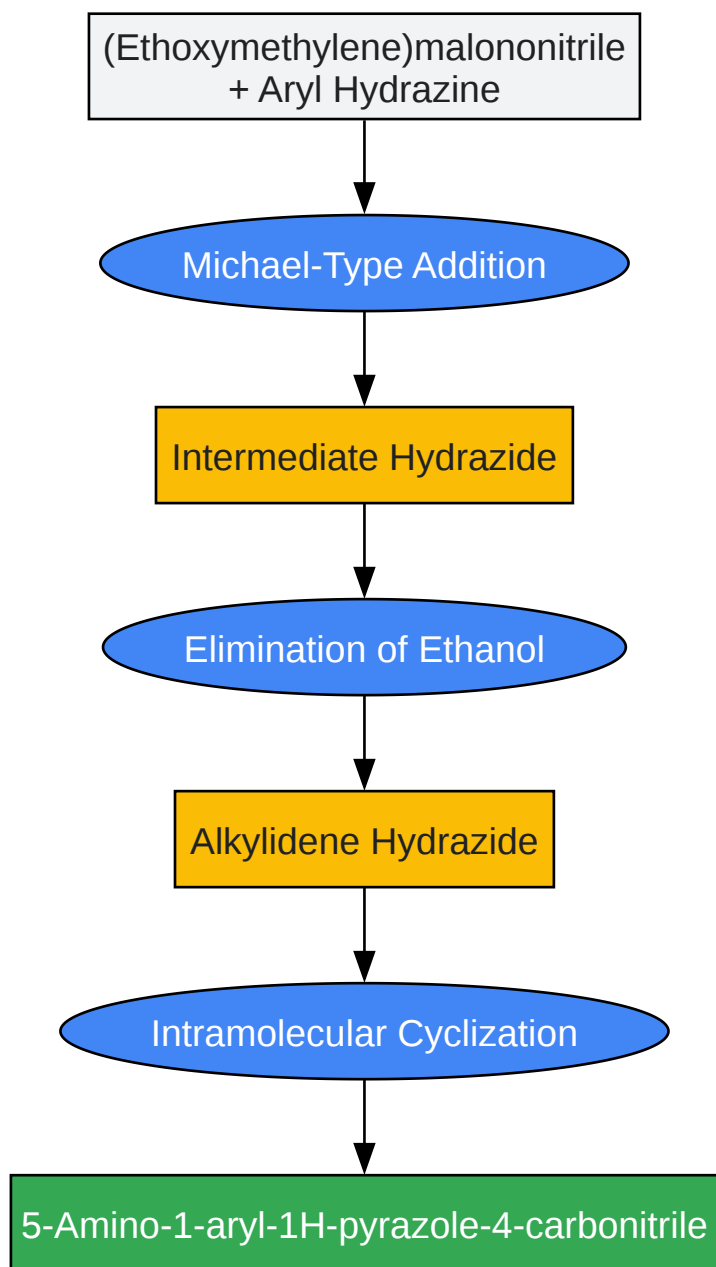 (Ethoxymethylene)malononitrile
+ Aryl Hydrazine
Michael-Type Addition
Intermediate Hydrazide
Elimination of Ethanol
Alkylidene Hydrazide
Intramolecular Cyclization
5-Amino-1-aryl-1H-pyrazole-4-carbonitrile